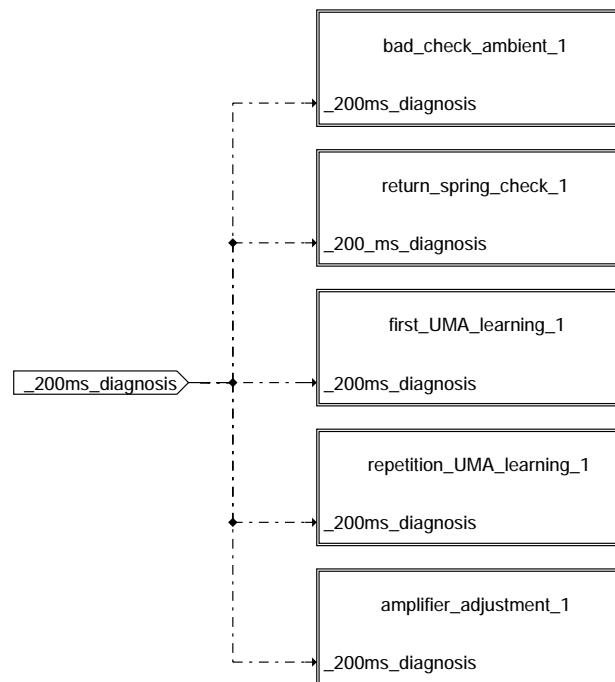 bad_check_ambient_1
_200ms_diagnosis
return_spring_check_1
_200_ms_diagnosis
first_UMA_learning_1
_200ms_diagnosis
_200ms_diagnosis
repetition_UMA_learning_1
_200ms_diagnosis
amplifier_adjustment_1
_200ms_diagnosis